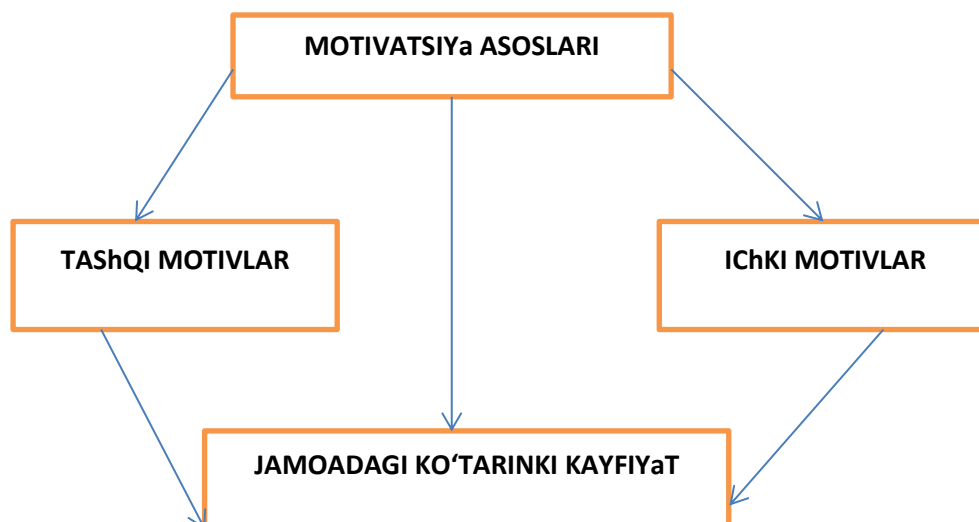 MOTIVATSIYa ASOSLARI
TAShQI MOTIVLAR
IChKI MOTIVLAR
JAMOADAGI KO‘TARINKI KAYFIYaT